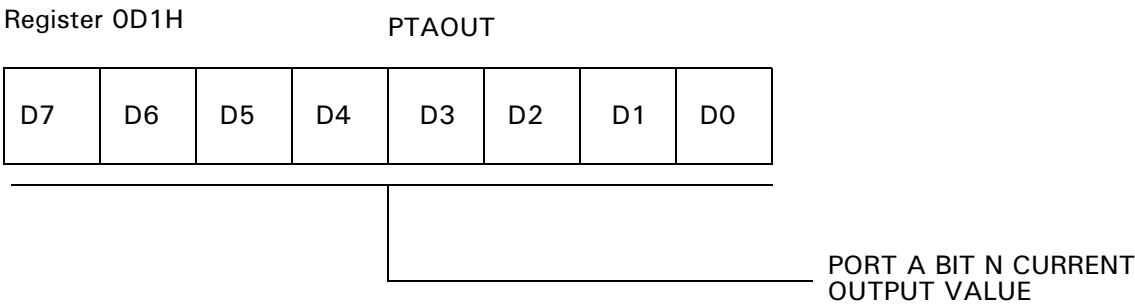 Register 0D1H
PTAOUT
D7 D6 D5 D4 D3 D2 D1 D0
PORT A BIT N CURRENT
OUTPUT VALUE